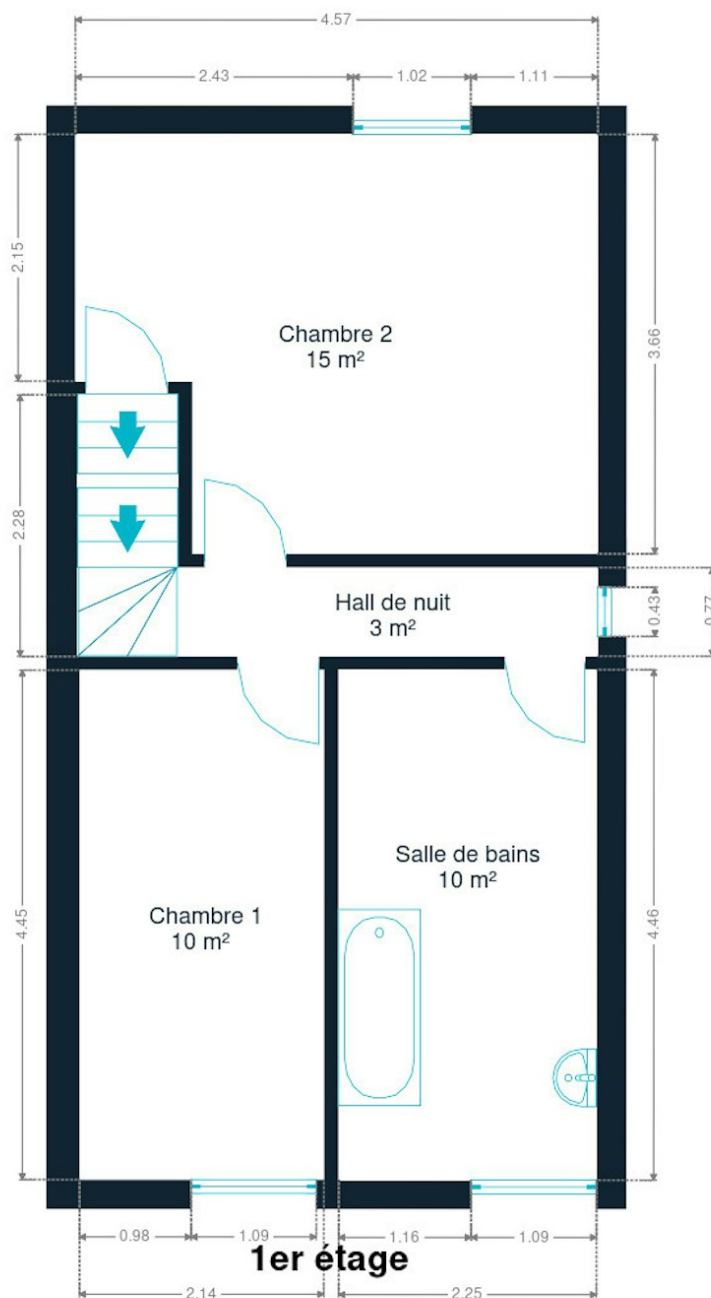 4.57
2.43
1.02
1.11
2.15
3.66
Chambre 2
15 m²
2.28
Hall de nuit
3 m²
0.43
0.77
4.45
4.46
Salle de bains
10 m²
Chambre 1
10 m²
0.98
1.09
1.16
1.09
1er étage
2.14
2.25